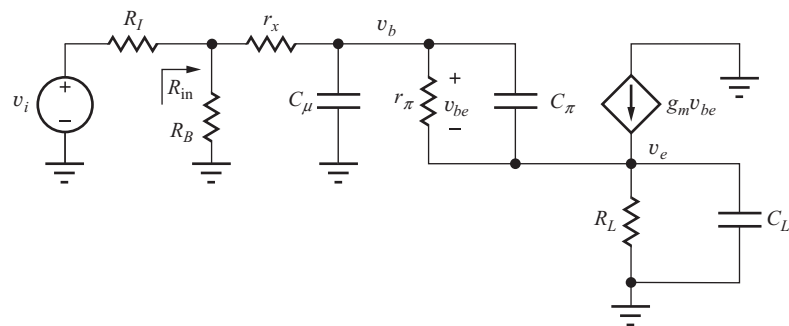 R_I
r_x
v_b
v_i
+
−
R_in
R_B
C_μ
r_π
+
v_be
−
C_π
g_m v_be
v_e
R_L
C_L